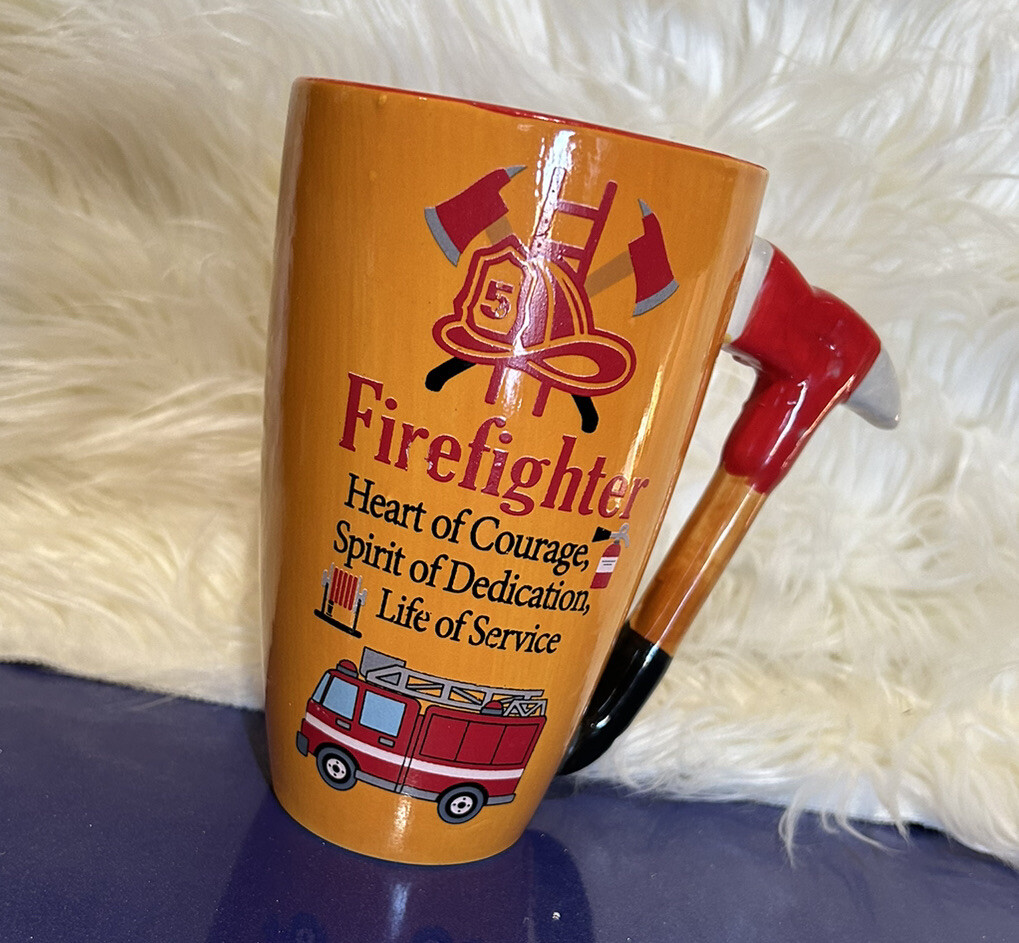 5
Firefighter
Heart of Courage,
Spirit of Dedication,
Life of Service